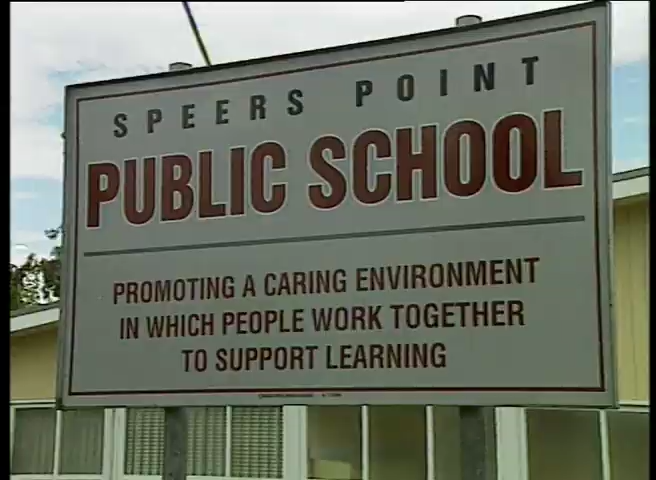 SPEERS POINT
PUBLIC SCHOOL
PROMOTING A CARING ENVIRONMENT
IN WHICH PEOPLE WORK TOGETHER
TO SUPPORT LEARNING